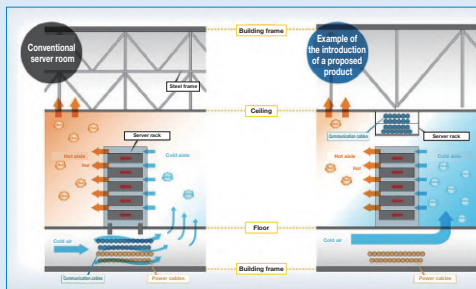 Building frame
Conventional
server room
Steel frame
Ceiling
Server rack
Hot aisle
Cold aisle
Floor
Cold air
Communication cables
Power cables
Building frame
Example of
the introduction
of a proposed
product
Communication cables
Server rack
Hot aisle
Cold aisle
Cold air
Power cables